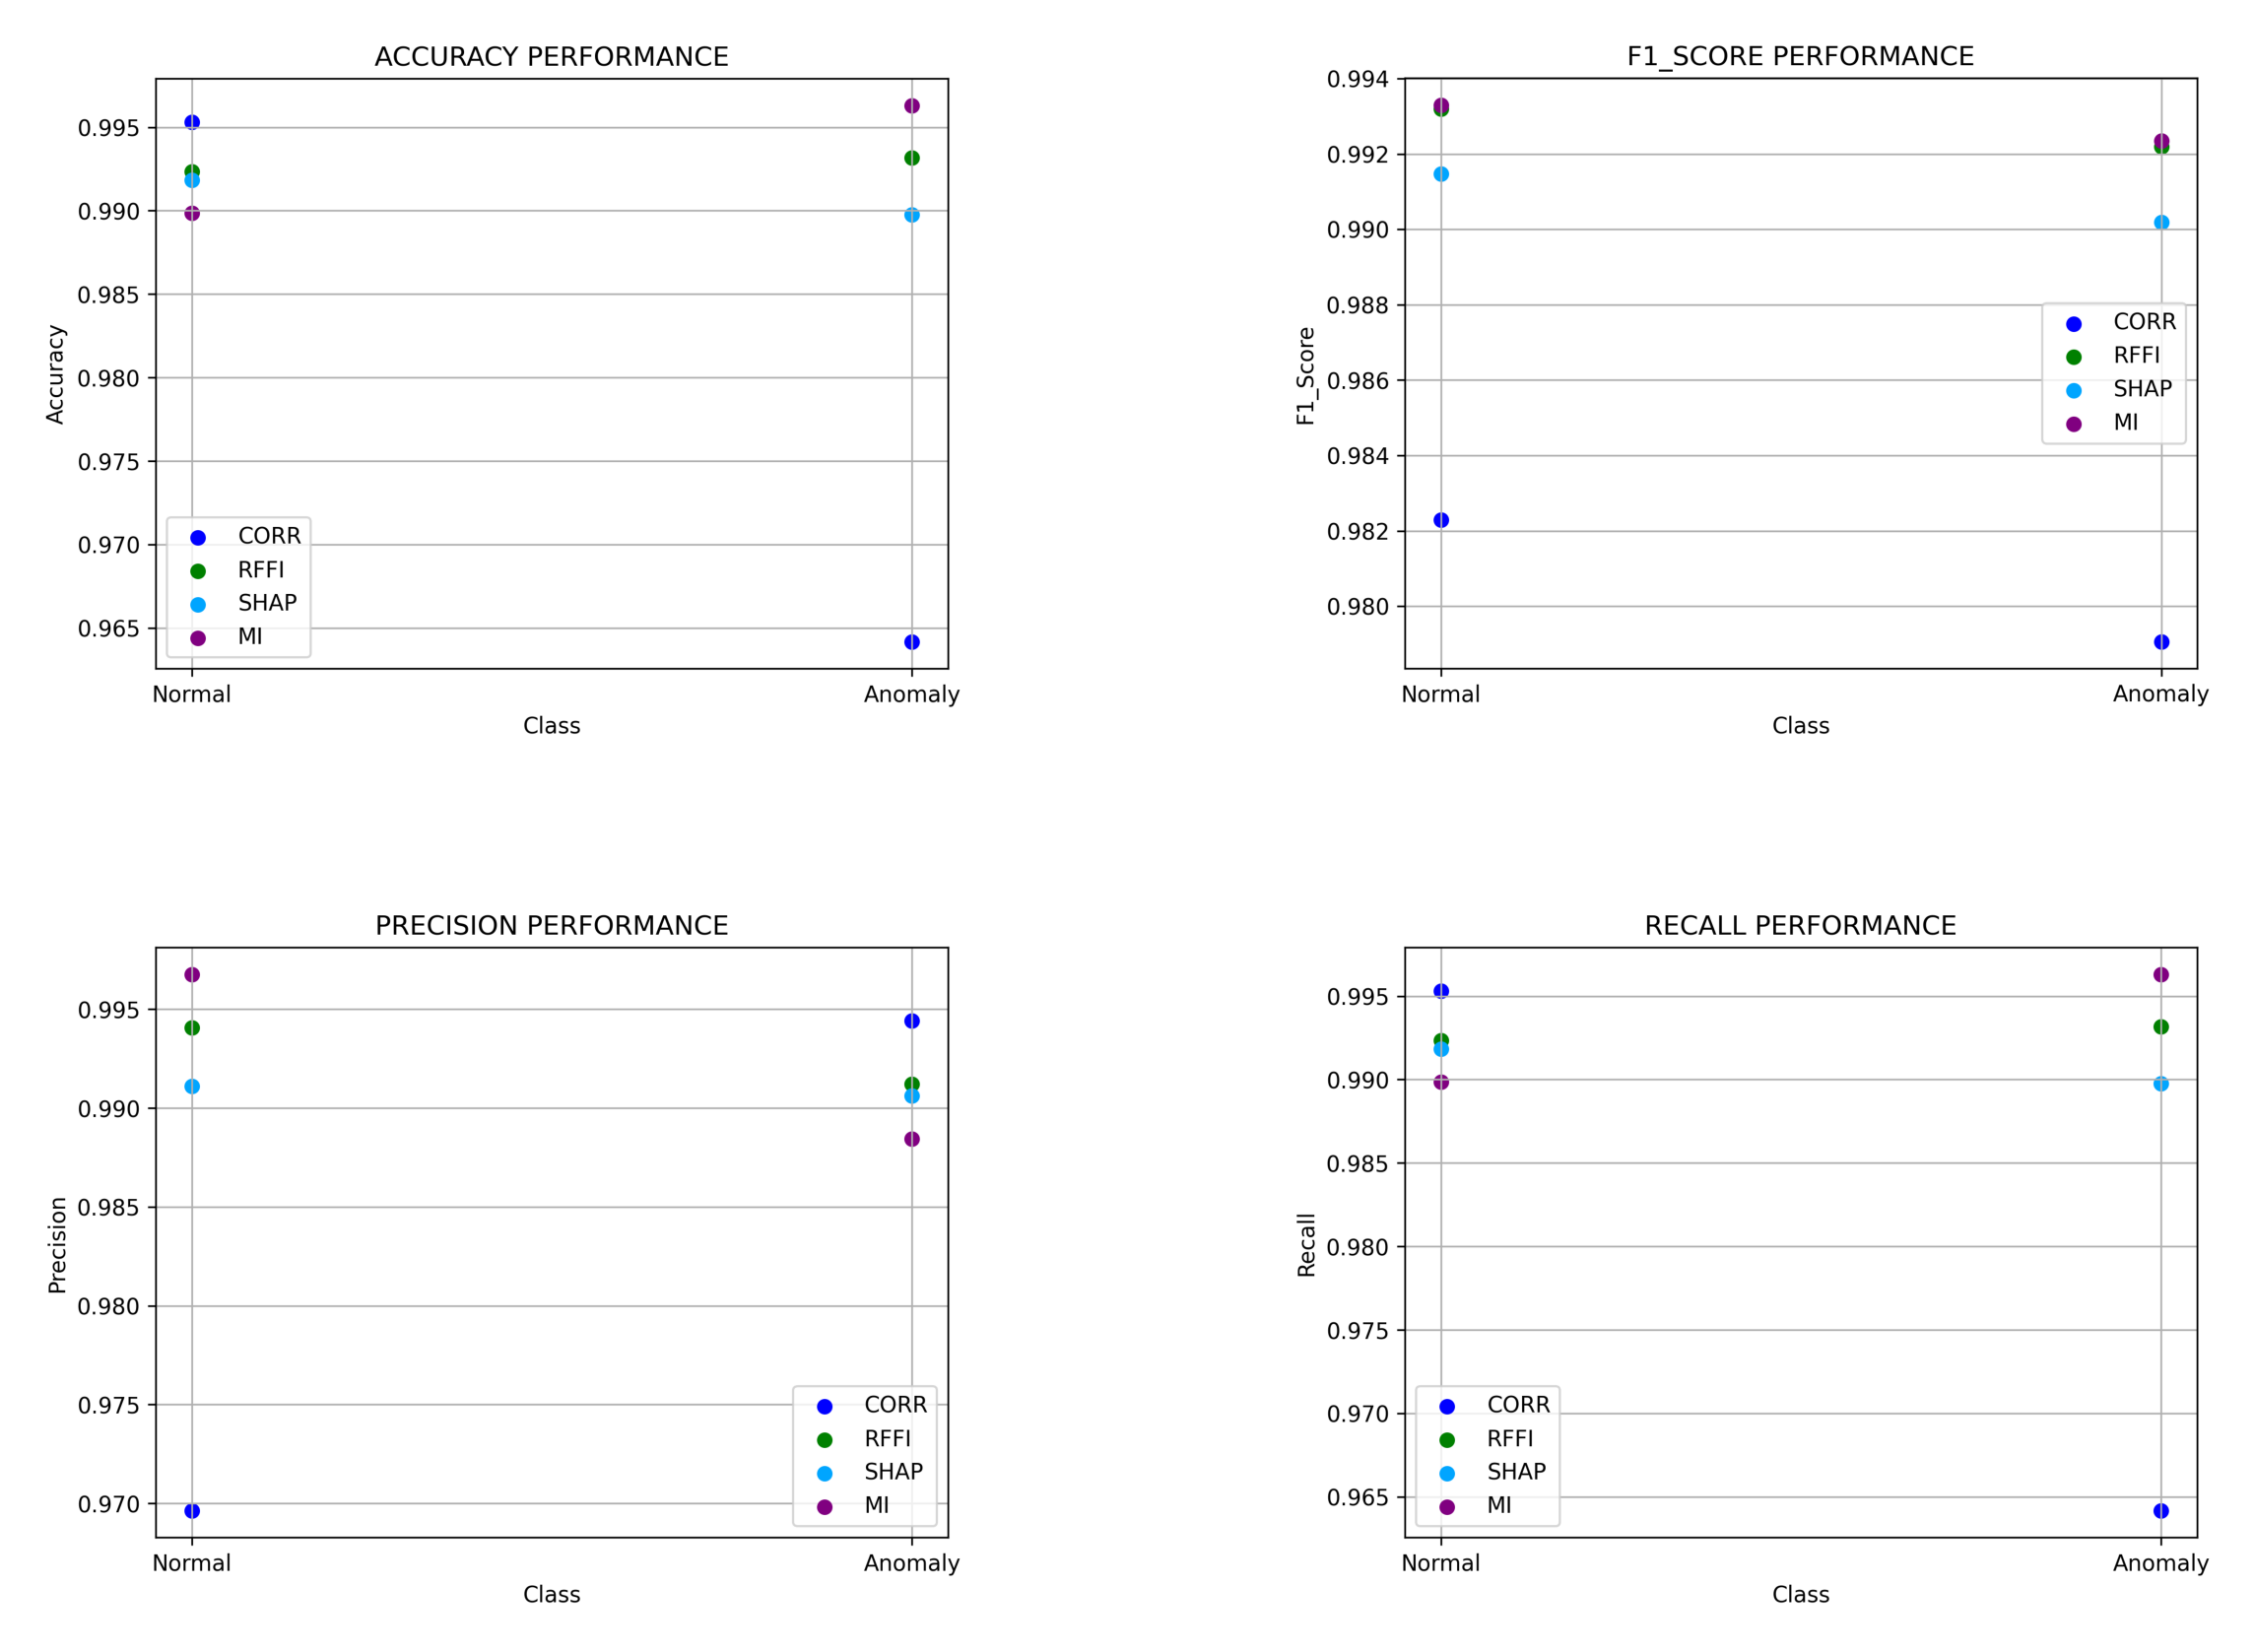 ACCURACY PERFORMANCE
0.995
0.990
0.985
0.980
0.975
0.970
0.965
Accuracy
CORR
RFFI
SHAP
MI
Normal
Anomaly
Class
F1_SCORE PERFORMANCE
0.994
0.992
0.990
0.988
0.986
0.984
0.982
0.980
F1_Score
CORR
RFFI
SHAP
MI
Normal
Anomaly
Class
PRECISION PERFORMANCE
0.995
0.990
0.985
0.980
0.975
0.970
Precision
CORR
RFFI
SHAP
MI
Normal
Anomaly
Class
RECALL PERFORMANCE
0.995
0.990
0.985
0.980
0.975
0.970
0.965
Recall
CORR
RFFI
SHAP
MI
Normal
Anomaly
Class